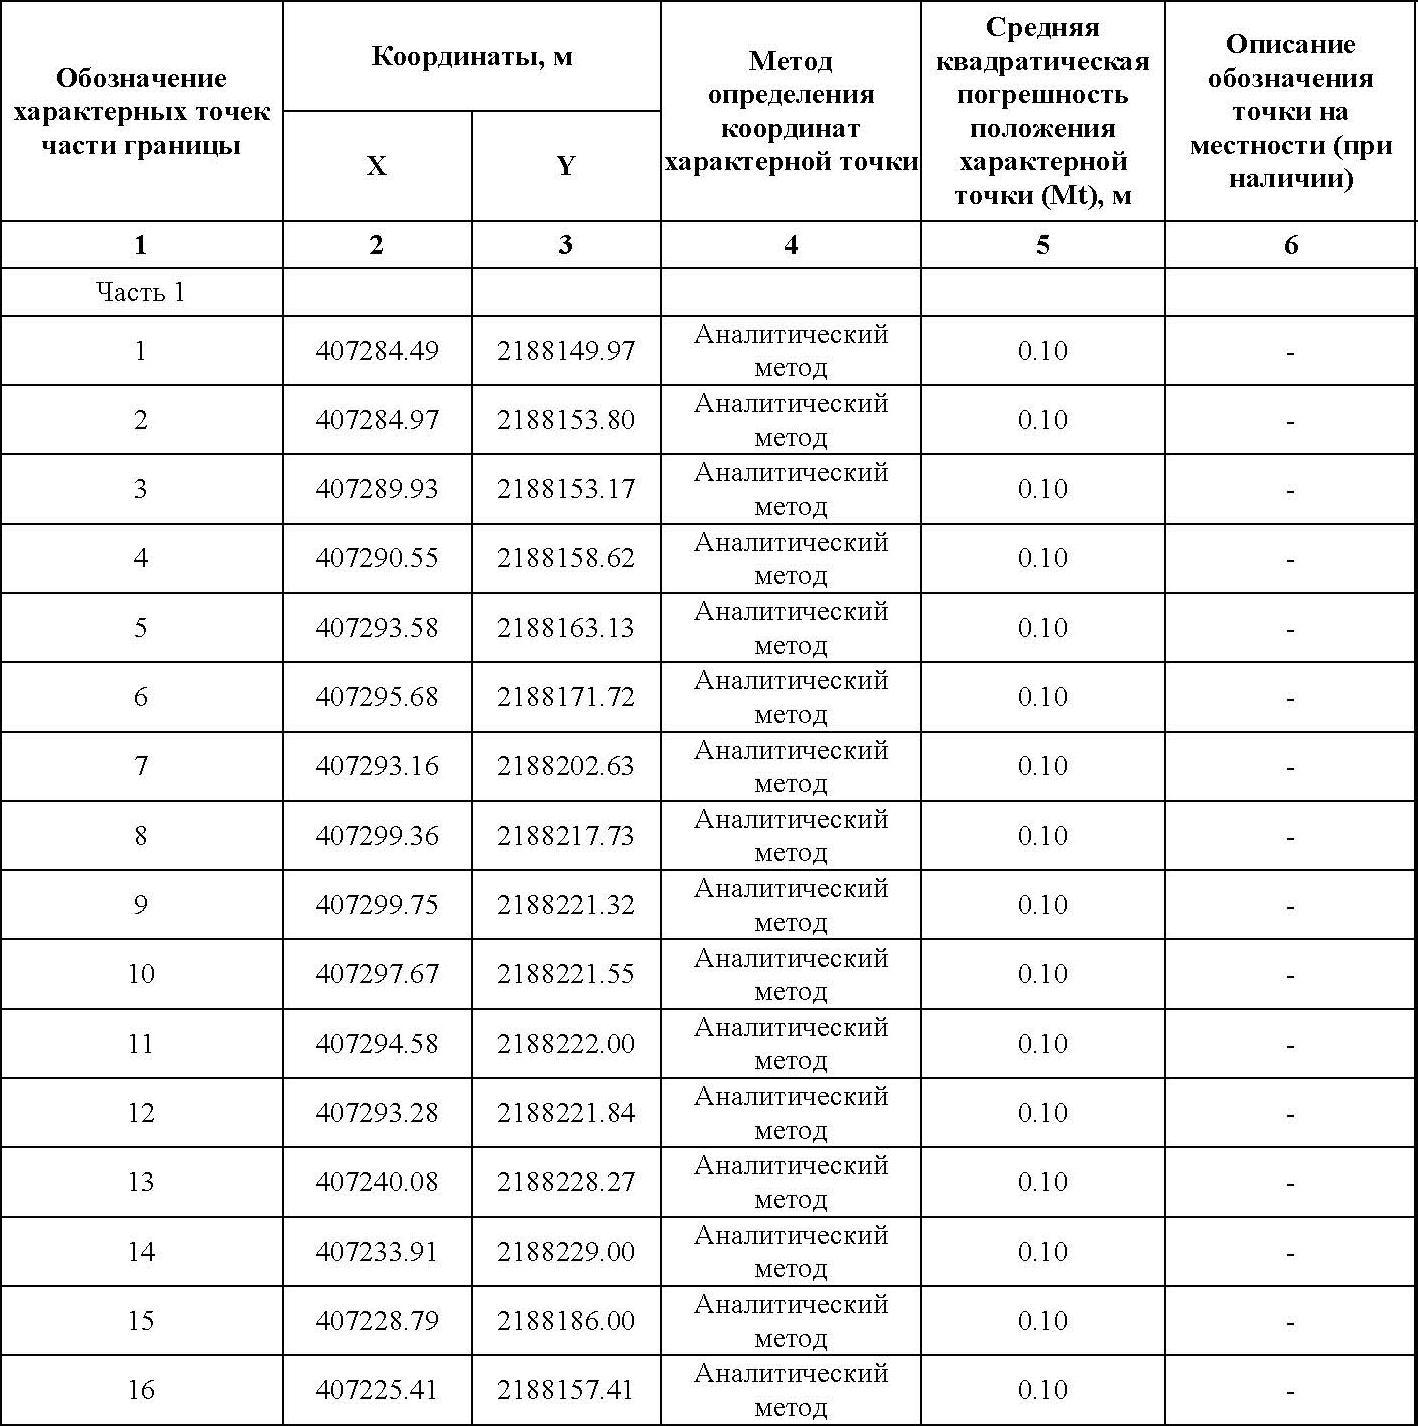 Обозначение
характерных точек
части границы
Координаты, м
X
Y
Метод
определения
координат
характерной точки
Средняя
квадратическая
погрешность
положения
характерной
точки (Mt), м
Описание
обозначения
точки на
местности (при
наличии)
1 2 3 4 5 6
Часть 1
1 407284.49 2188149.97 Аналитический
метод 0.10 -
2 407284.97 2188153.80 Аналитический
метод 0.10 -
3 407289.93 2188153.17 Аналитический
метод 0.10 -
4 407290.55 2188158.62 Аналитический
метод 0.10 -
5 407293.58 2188163.13 Аналитический
метод 0.10 -
6 407295.68 2188171.72 Аналитический
метод 0.10 -
7 407293.16 2188202.63 Аналитический
метод 0.10 -
8 407299.36 2188217.73 Аналитический
метод 0.10 -
9 407299.75 2188221.32 Аналитический
метод 0.10 -
10 407297.67 2188221.55 Аналитический
метод 0.10 -
11 407294.58 2188222.00 Аналитический
метод 0.10 -
12 407293.28 2188221.84 Аналитический
метод 0.10 -
13 407240.08 2188228.27 Аналитический
метод 0.10 -
14 407233.91 2188229.00 Аналитический
метод 0.10 -
15 407228.79 2188186.00 Аналитический
метод 0.10 -
16 407225.41 2188157.41 Аналитический
метод 0.10 -